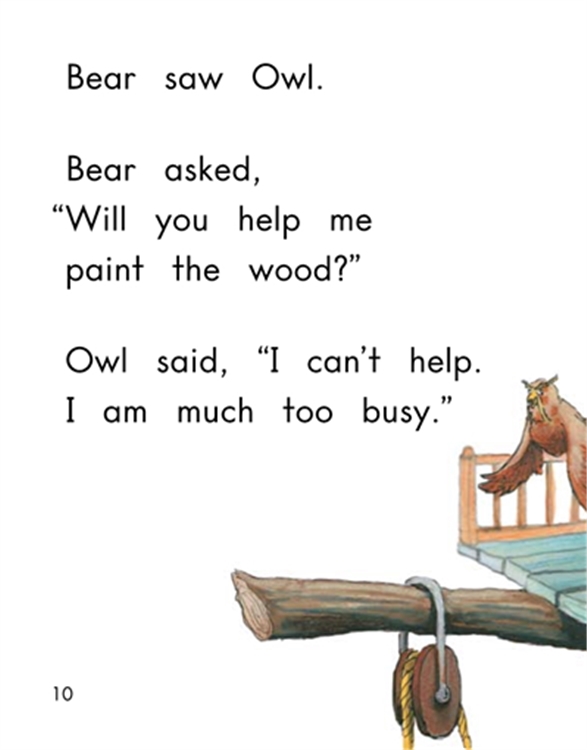 Bear saw Owl.
Bear asked,
“Will you help me
paint the wood?”
Owl said, “I can’t help.
I am much too busy.”
10